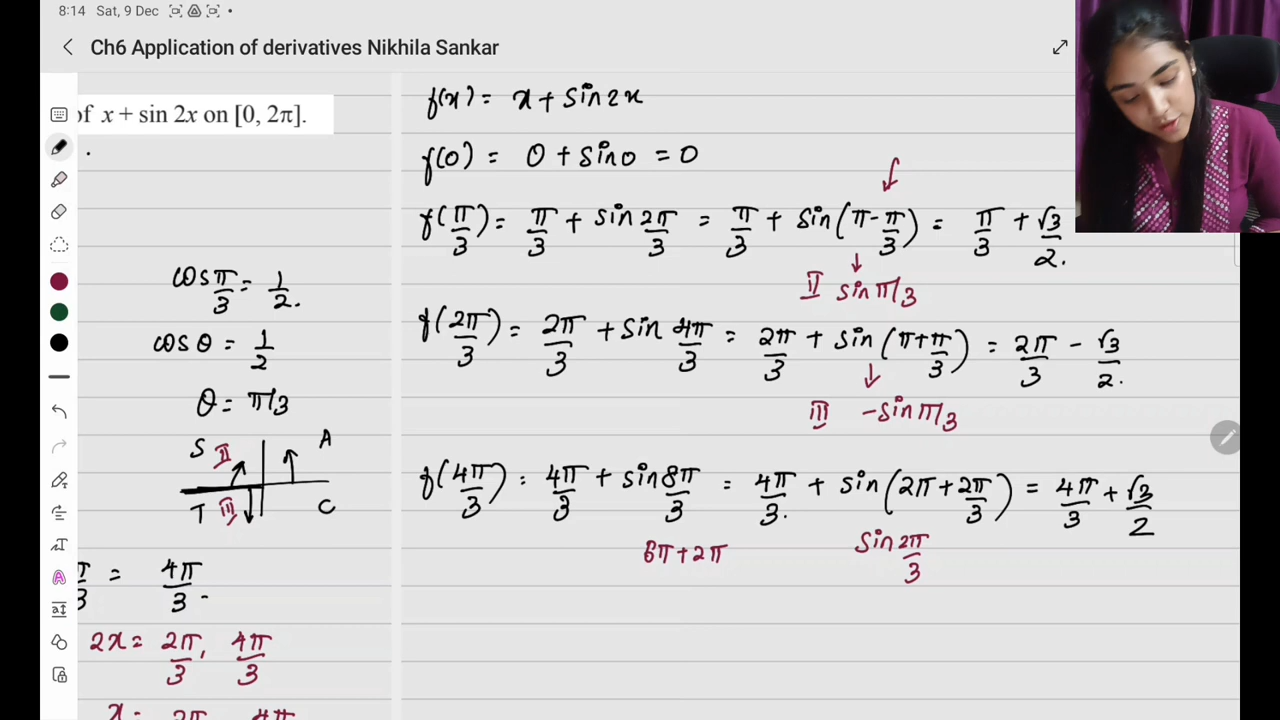 8:14 Sat, 9 Dec
Ch6 Application of derivatives Nikhila Sankar
of x + sin 2x on [0, 2π].
f(x) = x + sin2x
f(0) = 0 + sin0 = 0
f(π/3) = π/3 + sin 2π/3 = π/3 + sin(π-π/3) = π/3 + √3/2.
II sin π/3
cos π/3 = 1/2.
f(2π/3) = 2π/3 + sin 4π/3 = 2π/3 + sin(π+π/3) = 2π/3 - √3/2.
cos θ = 1/2
III -sin π/3
θ = π/3
S II A
T III C
f(4π/3) = 4π/3 + sin 8π/3 = 4π/3. + sin(2π + 2π/3) = 4π/3 + √3/2
6π+2π sin 2π/3
π/3 = 4π/3
2x = 2π/3, 4π/3
x = 2π 4π